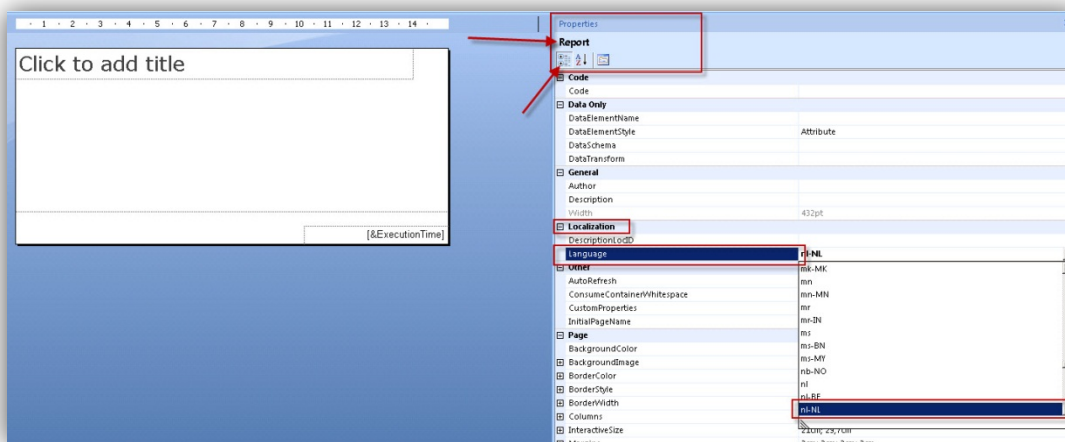 1 2 3 4 5 6 7 8 9 10 11 12 13 14
Click to add title
[&ExecutionTime]
Properties
Report
Code
Code
Data Only
DataElementName
DataElementStyle Attribute
DataSchema
DataTransform
General
Author
Description
Width 432pt
Localization
DescriptionLocID
Language nl-NL
Other
AutoRefresh
ConsumeContainerWhitespace
CustomProperties
InitialPageName
Page
BackgroundColor
BackgroundImage
BorderColor
BorderStyle
BorderWidth
Columns
InteractiveSize 21cm; 29,7cm
mk-MK
mn
mn-MN
mr
mr-IN
ms
ms-BN
ms-MY
nb-NO
nl
nl-BE
nl-NL